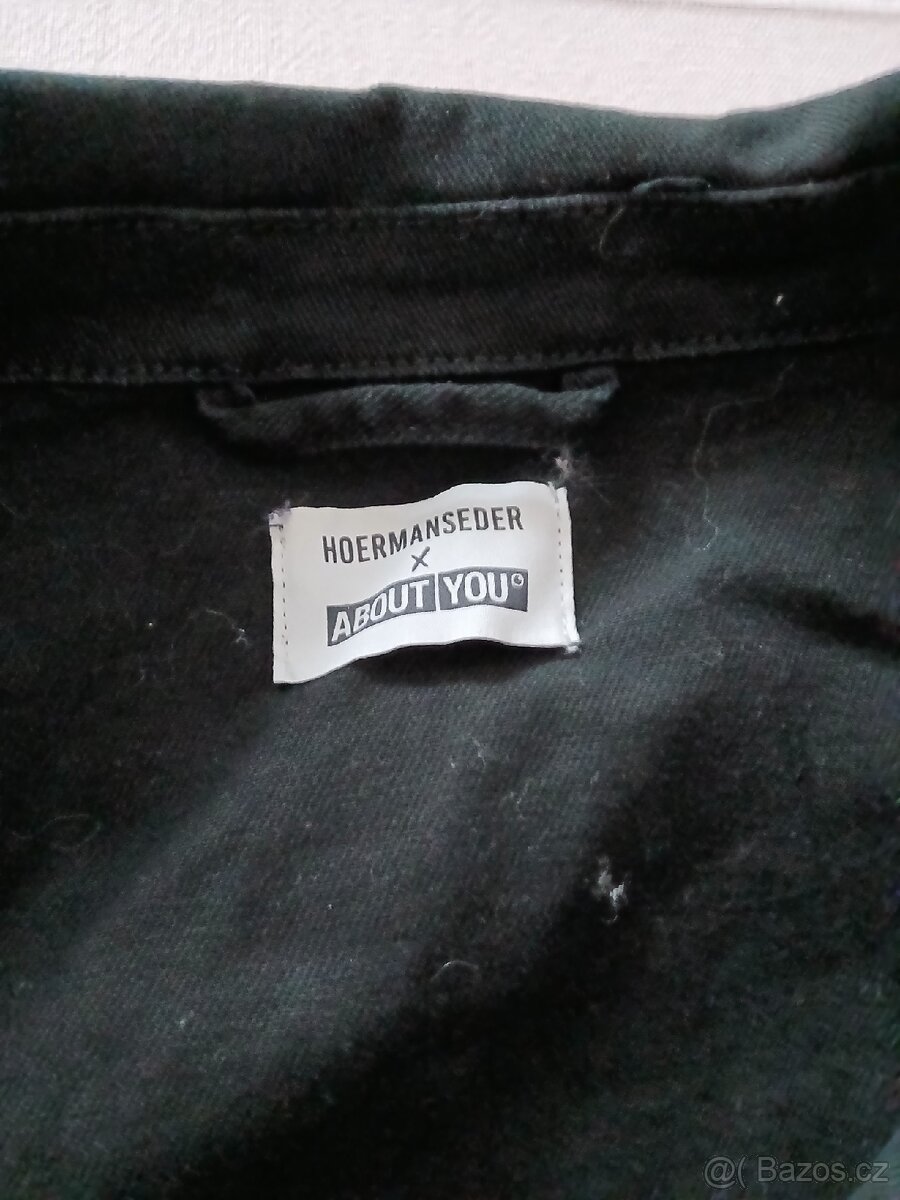 HOERMANSEDER
X
ABOUT YOU°
@( Bazos.cz